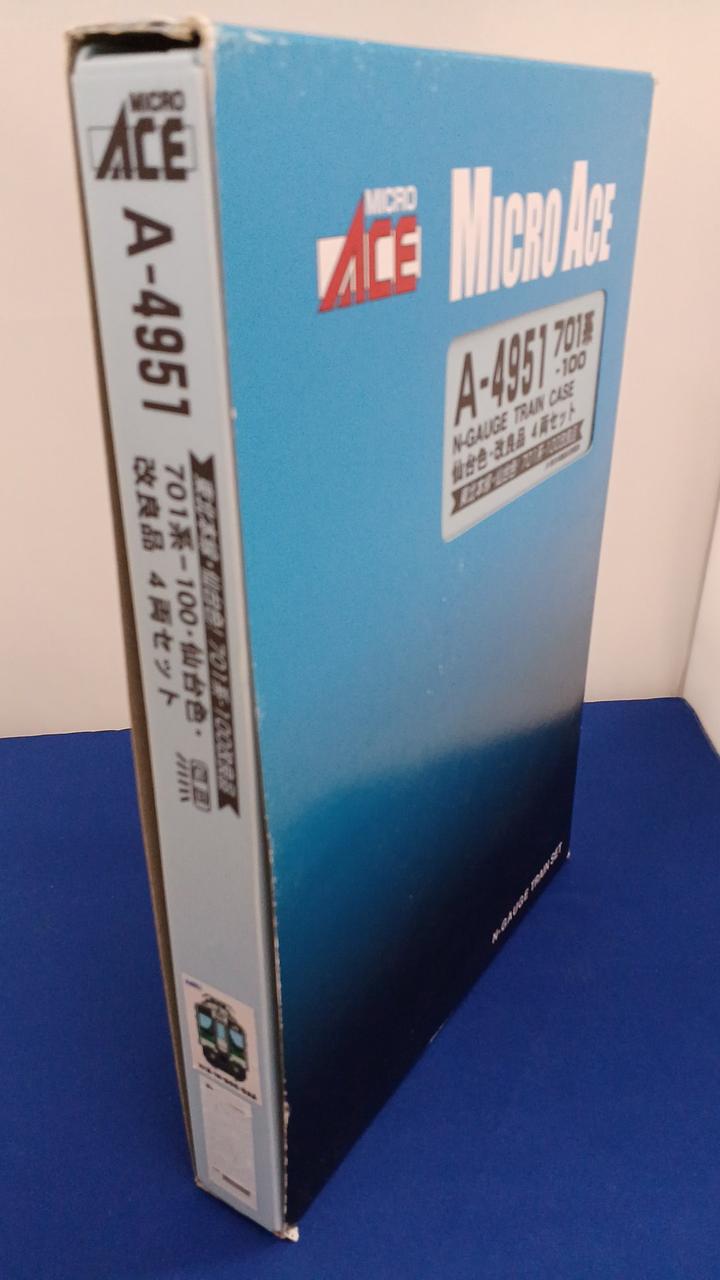 MICRO
ACE
A-4951
701系-100・仙台色・
改良品 4両セット
MICRO
ACE
MICRO ACE
A-4951 701系
-100
N-GAUGE TRAIN CASE
仙台色・改良品 4両セット
N-GAUGE TRAIN SET